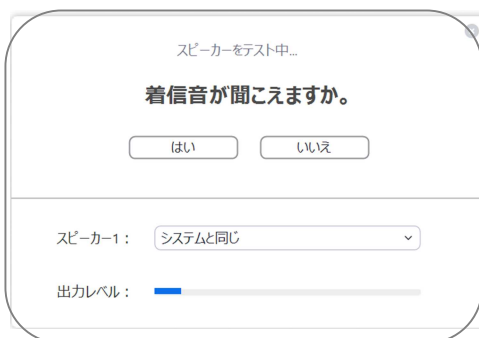 スピーカーをテスト中...
着信音が聞こえますか。
はい いいえ
スピーカー1： システムと同じ
出力レベル：